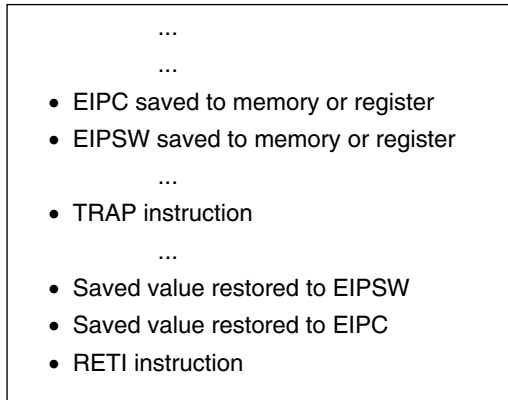 ...
...
• EIPC saved to memory or register
• EIPSW saved to memory or register
...
• TRAP instruction
...
• Saved value restored to EIPSW
• Saved value restored to EIPC
• RETI instruction